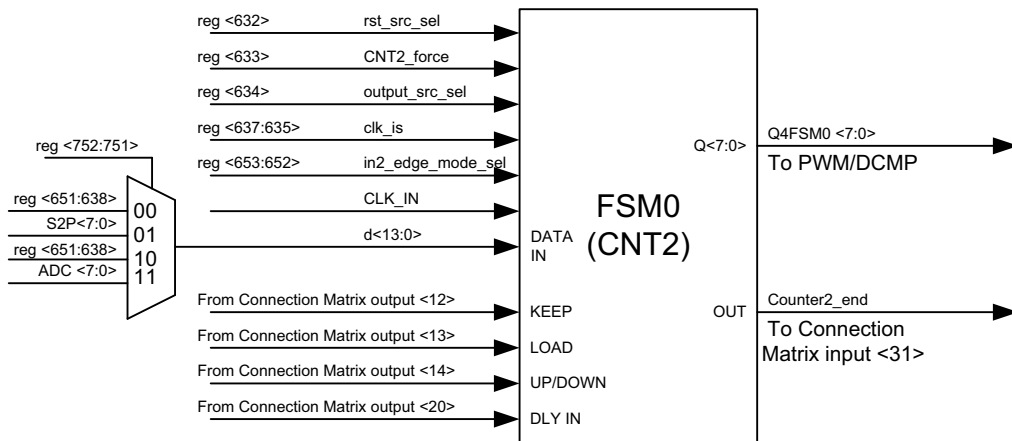 reg <632> rst_src_sel
reg <633> CNT2_force
reg <634> output_src_sel
reg <637:635> clk_is
reg <653:652> in2_edge_mode_sel
CLK_IN
reg <752:751>
reg <651:638>
S2P<7:0>
reg <651:638>
ADC <7:0>
00
01
10
11
d<13:0>
DATA
IN
From Connection Matrix output <12>
KEEP
From Connection Matrix output <13>
LOAD
From Connection Matrix output <14>
UP/DOWN
From Connection Matrix output <20>
DLY IN
FSM0
(CNT2)
Q<7:0>
Q4FSM0 <7:0>
To PWM/DCMP
OUT
Counter2_end
To Connection
Matrix input <31>